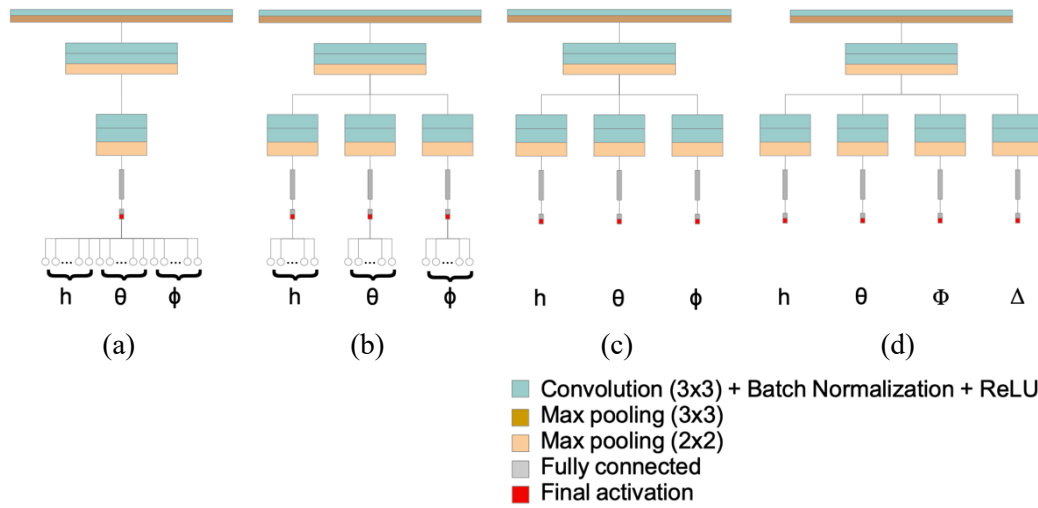 h θ ϕ h θ ϕ h θ ϕ h θ Φ Δ
(a) (b) (c) (d)
Convolution (3x3) + Batch Normalization + ReLU
Max pooling (3x3)
Max pooling (2x2)
Fully connected
Final activation